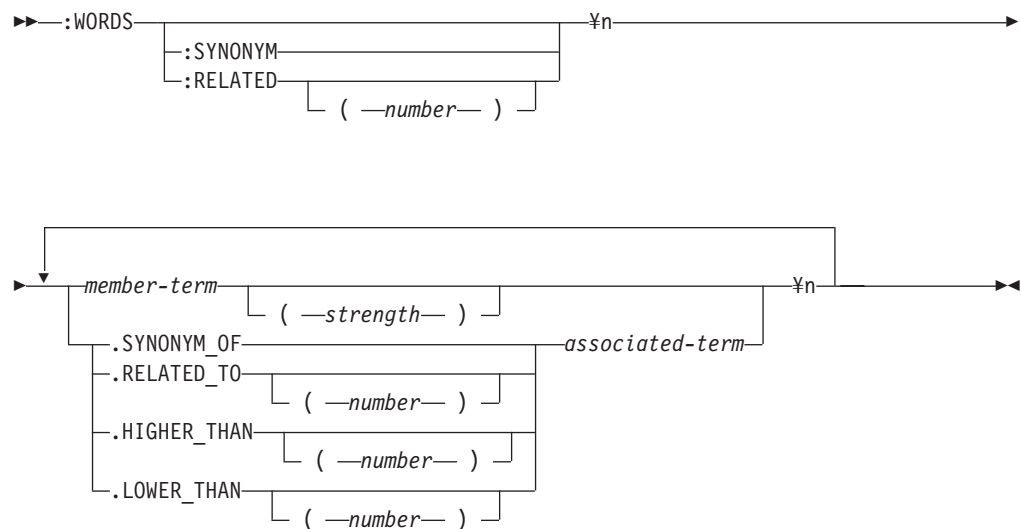 :WORDS ¥n
:SYNONYM
:RELATED
( number )
member-term ¥n
( strength )
.SYNONYM_OF associated-term
.RELATED_TO
( number )
.HIGHER_THAN
( number )
.LOWER_THAN
( number )